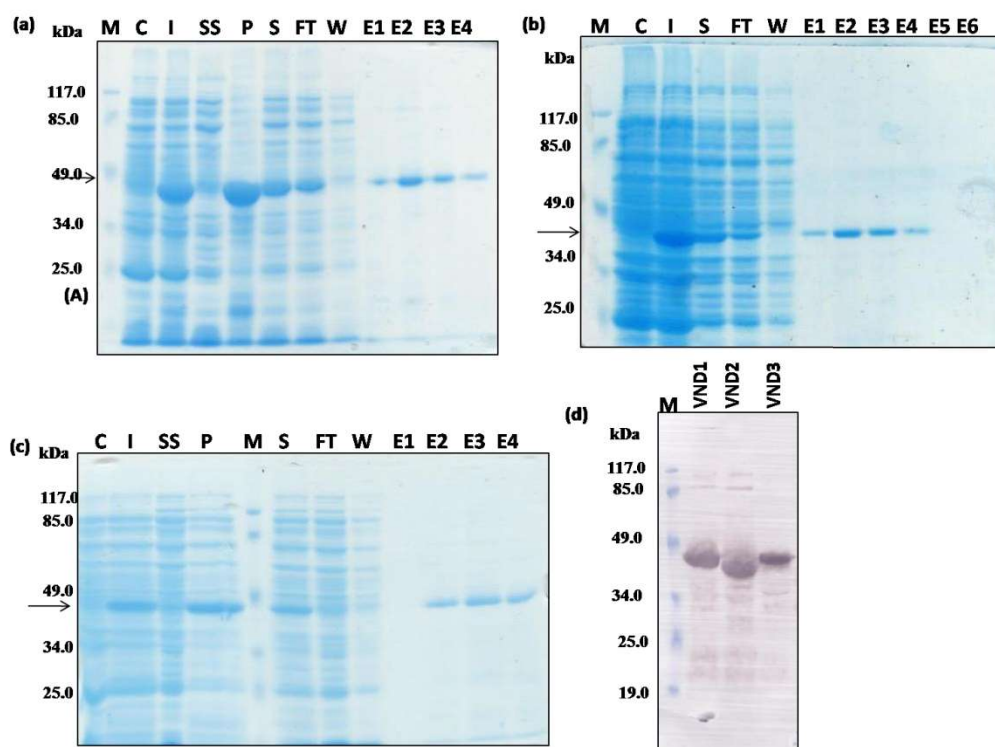 (a)
kDa M C I SS P S FT W E1 E2 E3 E4
117.0
85.0
49.0
34.0
25.0
(A)
(b)
M C I S FT W E1 E2 E3 E4 E5 E6
kDa
117.0
85.0
49.0
34.0
25.0
(c)
C I SS P M S FT W E1 E2 E3 E4
kDa
117.0
85.0
49.0
34.0
25.0
(d)
M VND1 VND2 VND3
kDa
117.0
85.0
49.0
34.0
25.0
19.0